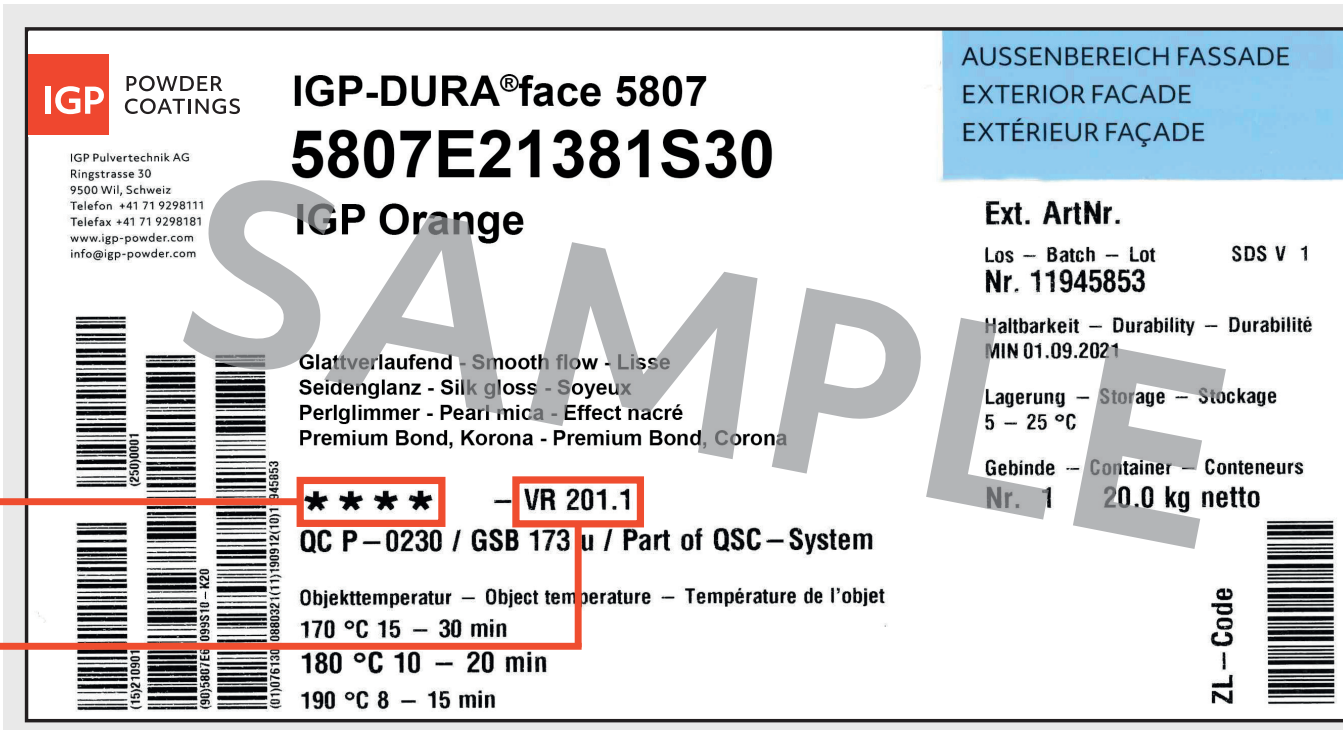 IGP
POWDER
COATINGS
IGP Pulvertechnik AG
Ringstrasse 30
9500 Wil, Schweiz
Telefon +41 71 9298111
Telefax +41 71 9298181
www.igp-powder.com
info@igp-powder.com
IGP-DURA®face 5807
5807E21381S30
IGP Orange
AUSSENBEREICH FASSADE
EXTERIOR FACADE
EXTÉRIEUR FAÇADE
SAMPLE
Ext. ArtNr.
Los – Batch – Lot SDS V 1
Nr. 11945853
Haltbarkeit – Durability – Durabilité
MIN 01.09.2021
Lagerung – Storage – Stockage
5 – 25 °C
Gebinde – Container – Conteneurs
Nr. 1 20.0 kg netto
Glattverlaufend - Smooth flow - Lisse
Seidenglanz - Silk gloss - Soyeux
Perlglimmer - Pearl mica - Effect nacré
Premium Bond, Korona - Premium Bond, Corona
**** – VR 201.1
QC P–0230 / GSB 173 u / Part of QSC–System
Objekttemperatur – Object temperature – Température de l'objet
170 °C 15 – 30 min
180 °C 10 – 20 min
190 °C 8 – 15 min
(250)0001
(15)210901
ZL–Code